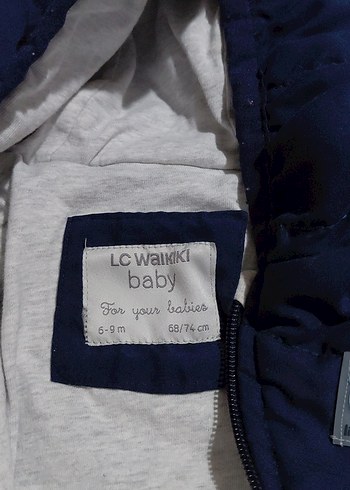 LC WaiKiKi
baby
For your babies
6-9 m 68/74 cm